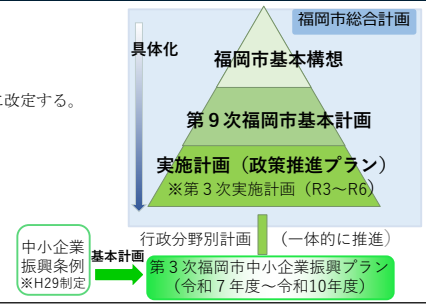 福岡市総合計画
具体化
福岡市基本構想
に改定する。
第９次福岡市基本計画
実施計画（政策推進プラン）
※第３次実施計画（R3～R6）
行政分野別計画　（一体的に推進）
中小企業
振興条例
※H29制定
基本計画
第３次福岡市中小企業振興プラン
（令和７年度～令和10年度）